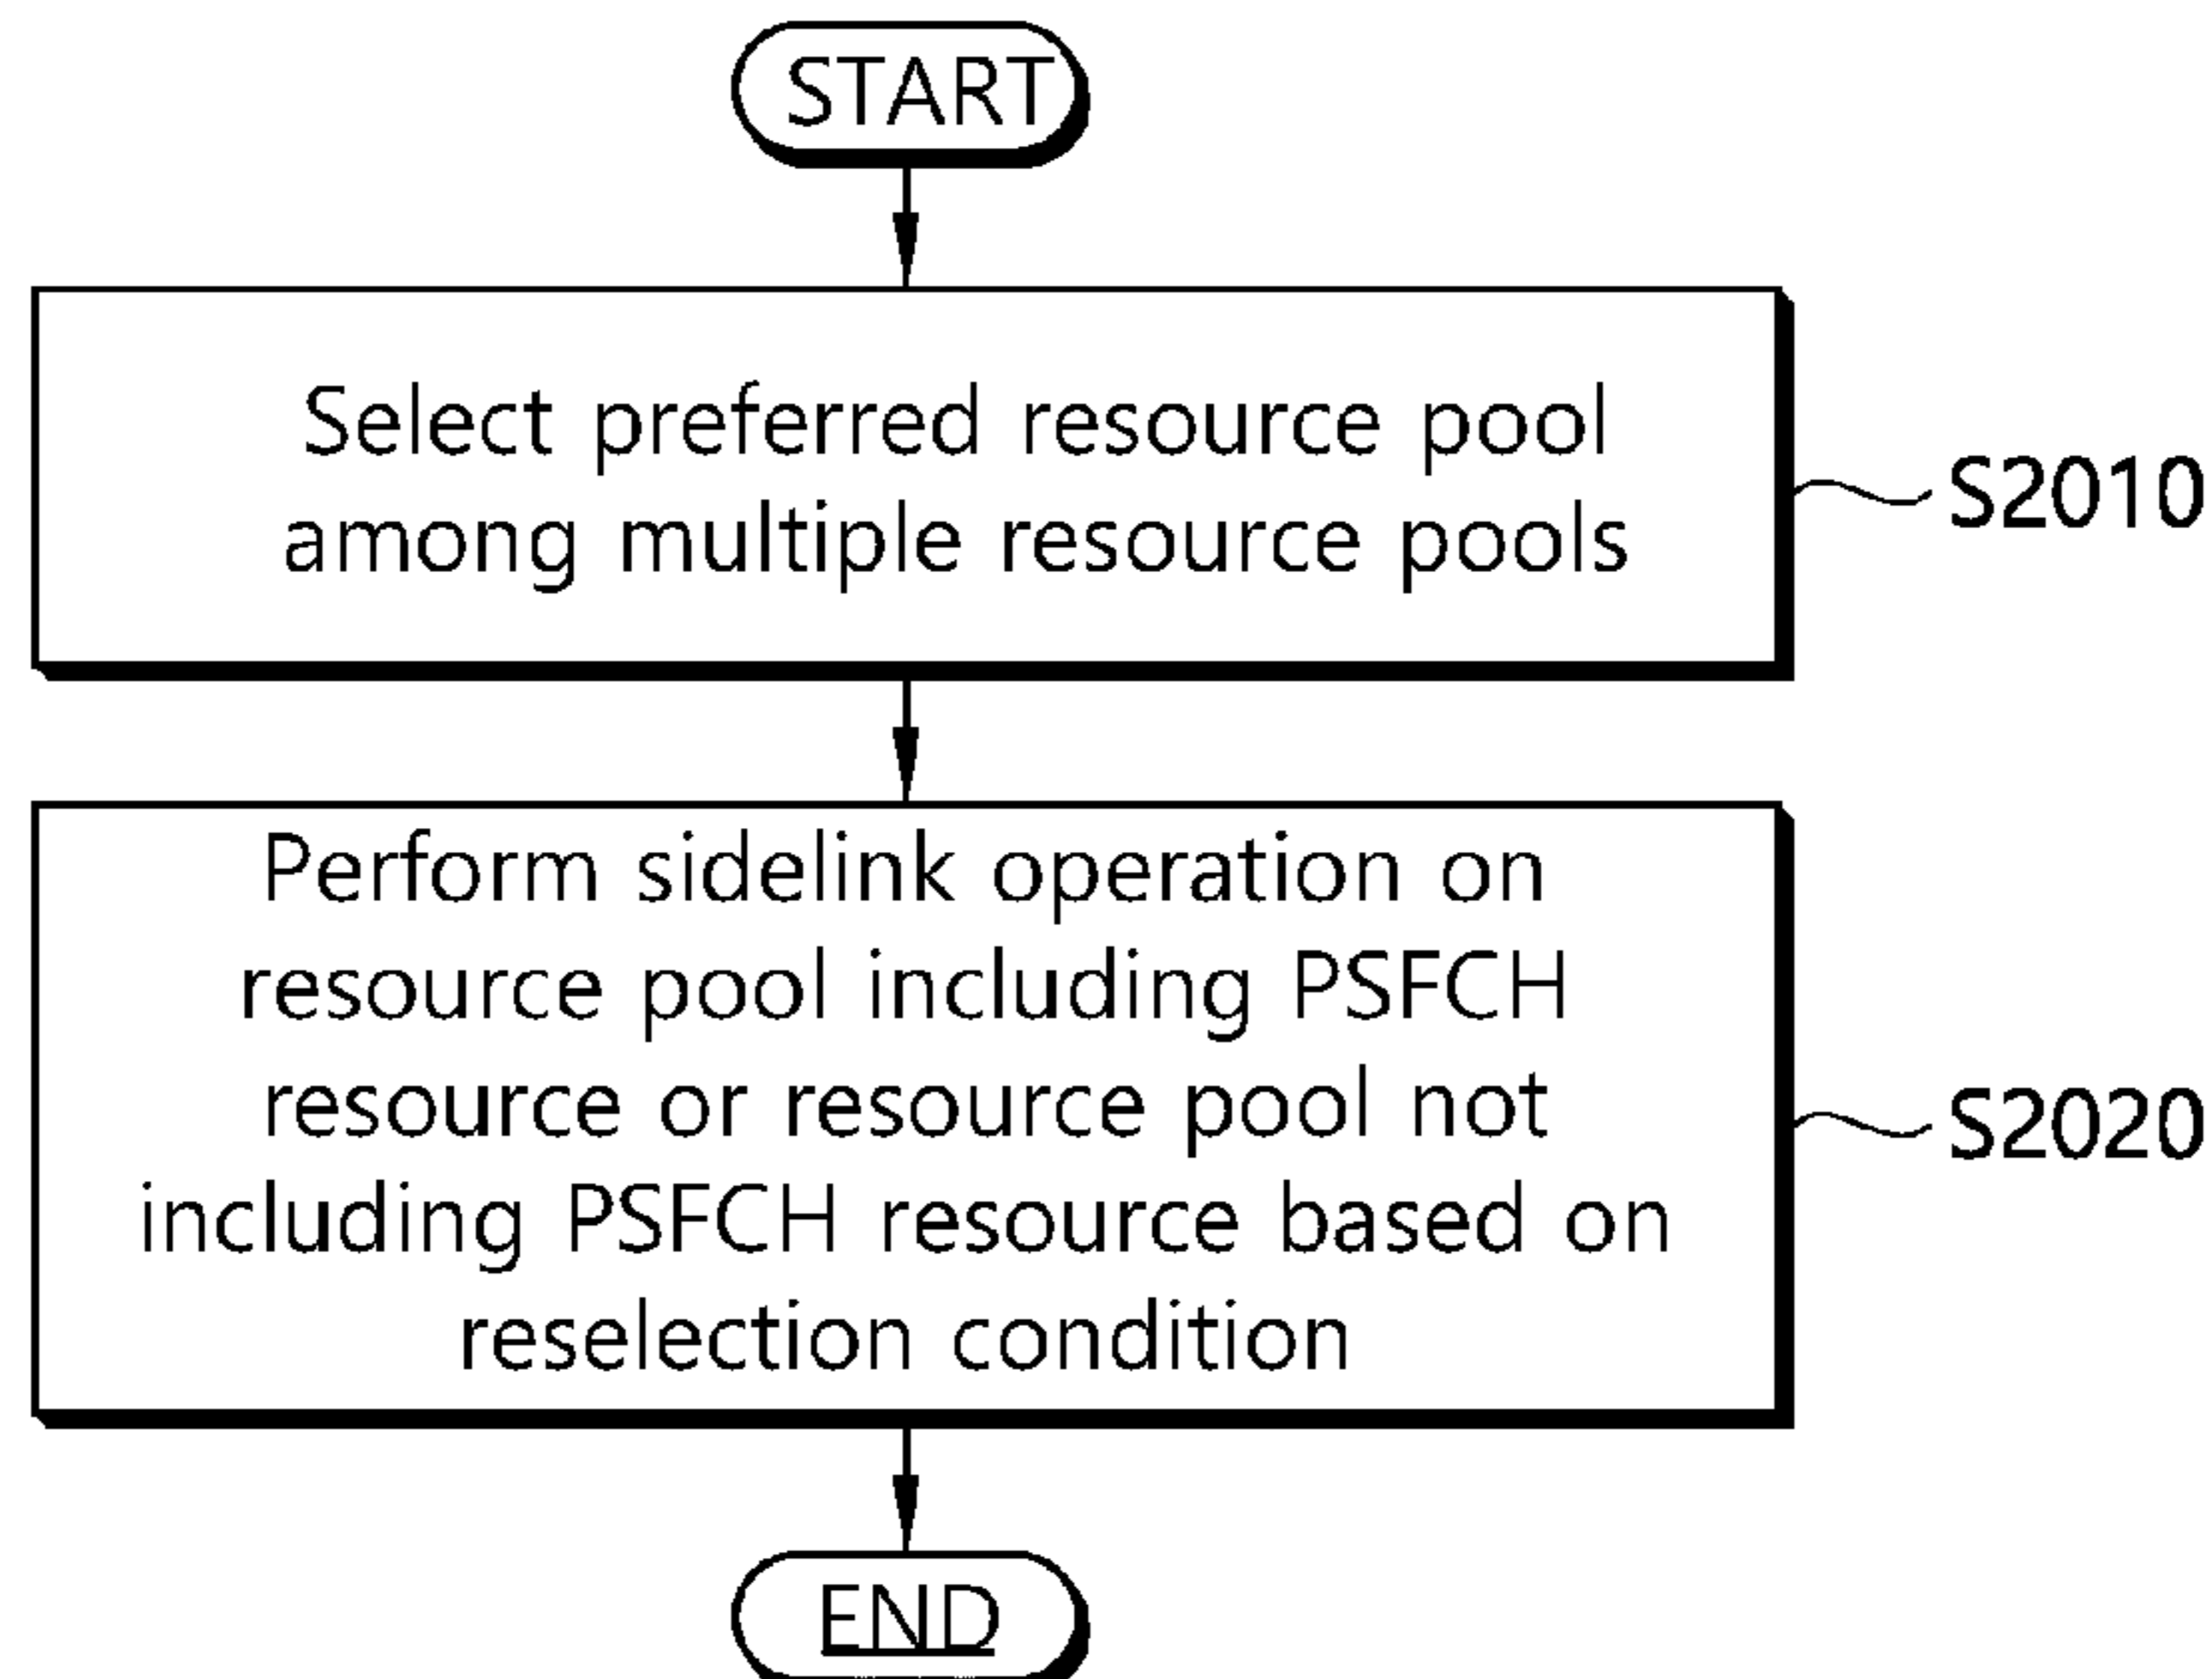 START
Select preferred resource pool
among multiple resource pools
S2010
Perform sidelink operation on
resource pool including PSFCH
resource or resource pool not
including PSFCH resource based on
reselection condition
S2020
END